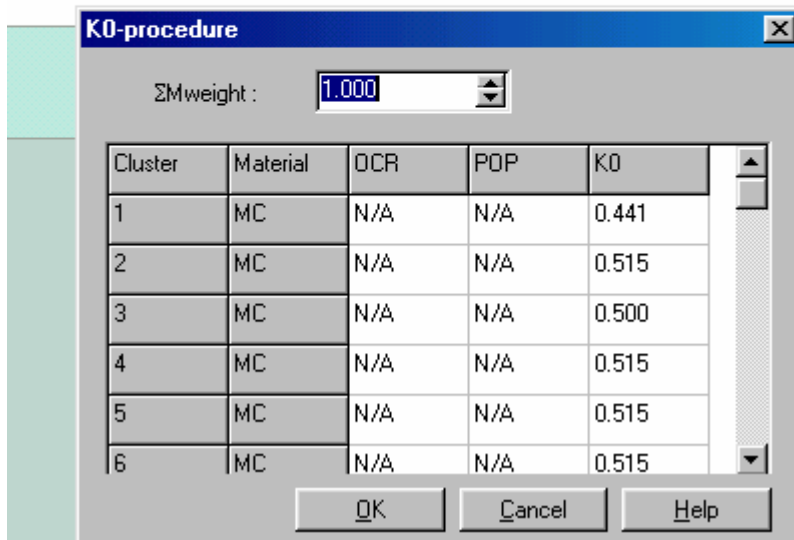 K0-procedure
ΣMweight : 1.000
Cluster Material OCR POP K0
1 MC N/A N/A 0.441
2 MC N/A N/A 0.515
3 MC N/A N/A 0.500
4 MC N/A N/A 0.515
5 MC N/A N/A 0.515
6 MC N/A N/A 0.515
OK Cancel Help